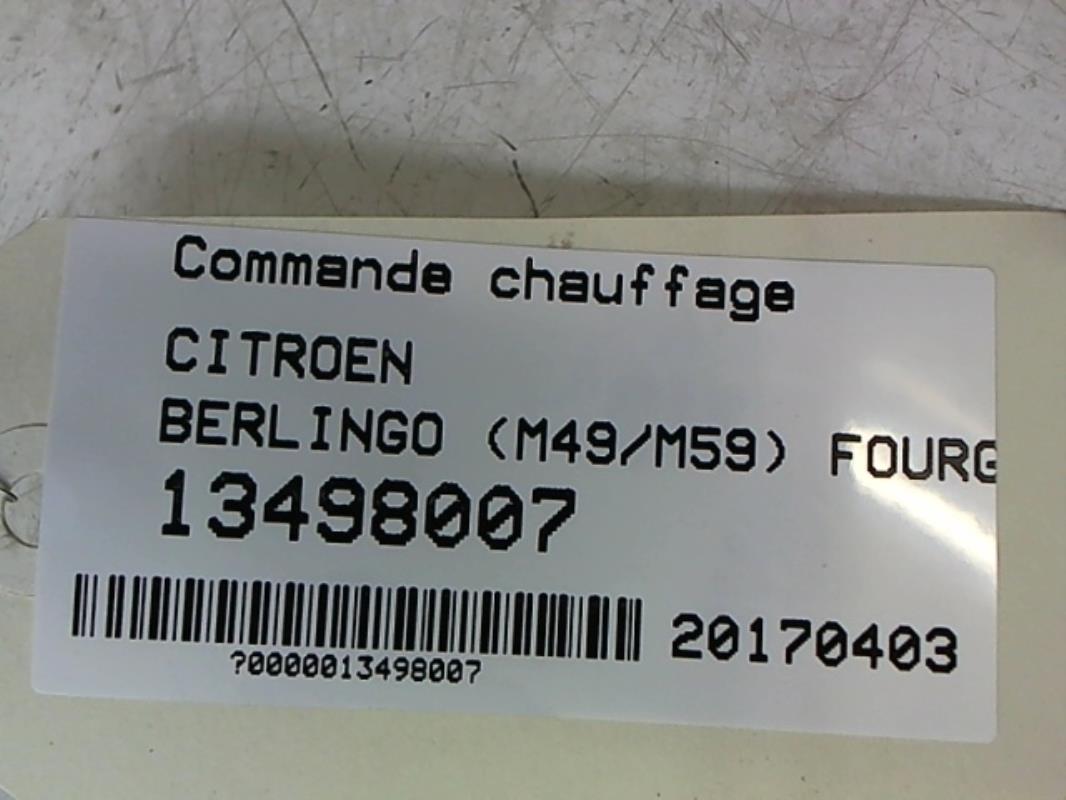 Commande chauffage
CITROEN
BERLINGO (M49/M59) FOURG
13498007
20170403
?0000013498007